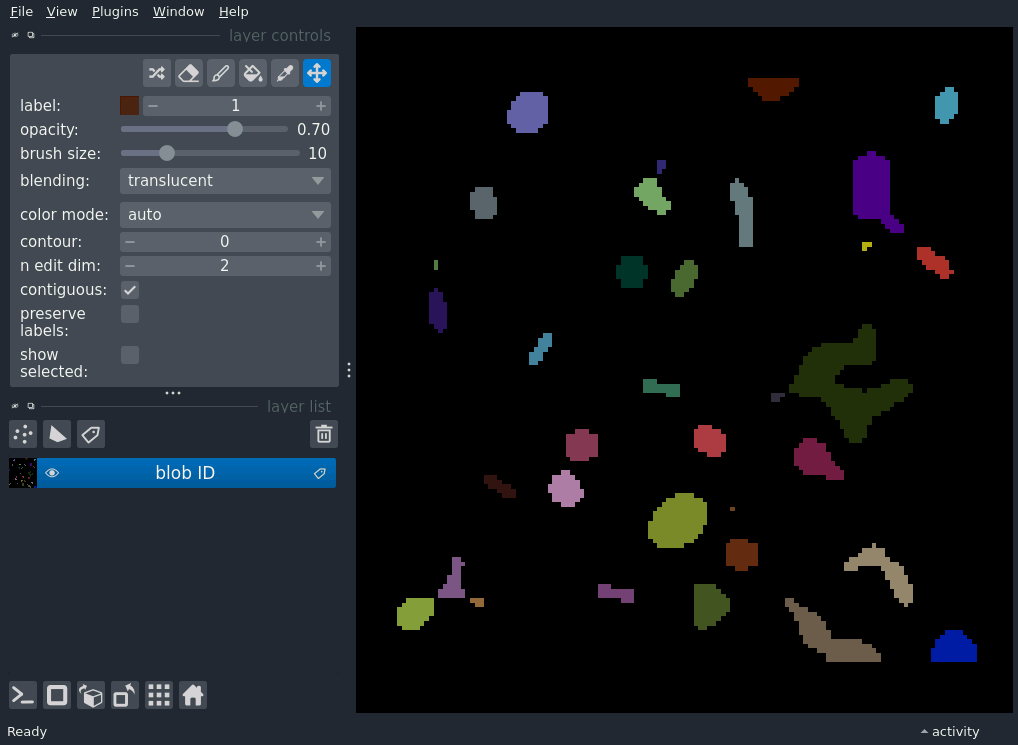 File View Plugins Window Help
layer controls
label: 1
opacity: 0.70
brush size: 10
blending: translucent
color mode: auto
contour: 0
n edit dim: 2
contiguous:
preserve
labels:
show
selected:
layer list
blob ID
Ready
activity